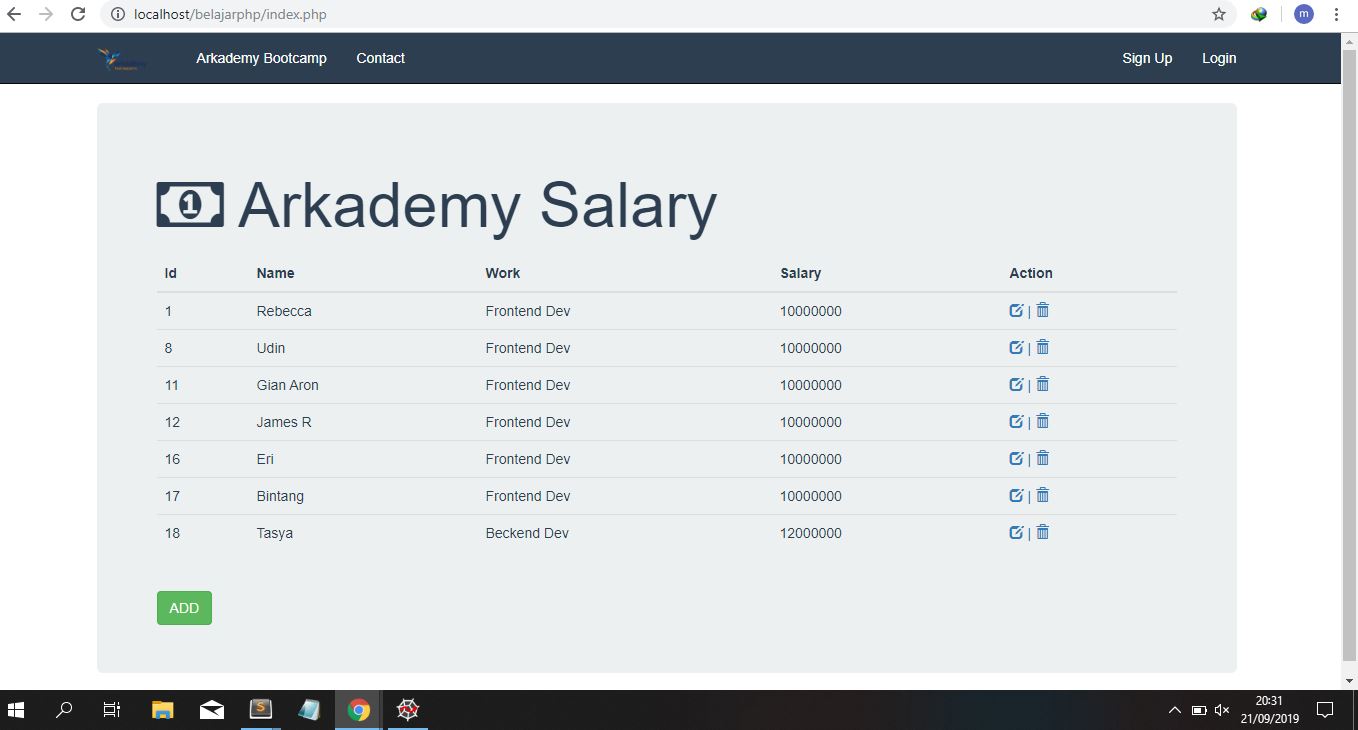 localhost/belajarphp/index.php
m
Arkademy Bootcamp Contact Sign Up Login
Arkademy Salary
Id Name Work Salary Action
1 Rebecca Frontend Dev 10000000 |
8 Udin Frontend Dev 10000000 |
11 Gian Aron Frontend Dev 10000000 |
12 James R Frontend Dev 10000000 |
16 Eri Frontend Dev 10000000 |
17 Bintang Frontend Dev 10000000 |
18 Tasya Beckend Dev 12000000 |
ADD
20:31
21/09/2019